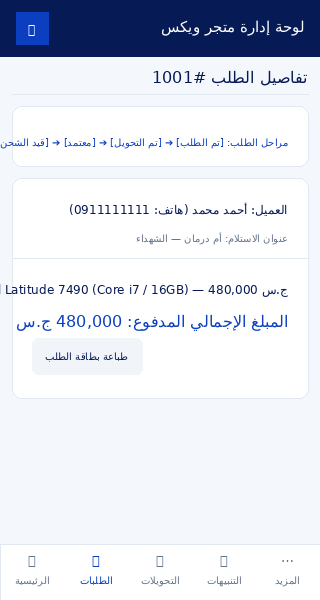 لوحة إدارة متجر ويكس
تفاصيل الطلب #1001
مراحل الطلب: [تم الطلب] ➔ [تم التحويل] ➔ [معتمد] ➔ [قيد الشحن
العميل: أحمد محمد (هاتف: 0911111111)
عنوان الاستلام: أم درمان — الشهداء
Latitude 7490 (Core i7 / 16GB) — 480,000 ج.س
المبلغ الإجمالي المدفوع: 480,000 ج.س
طباعة بطاقة الطلب
المزيد
التنبيهات
التحويلات
الطلبات
الرئيسية